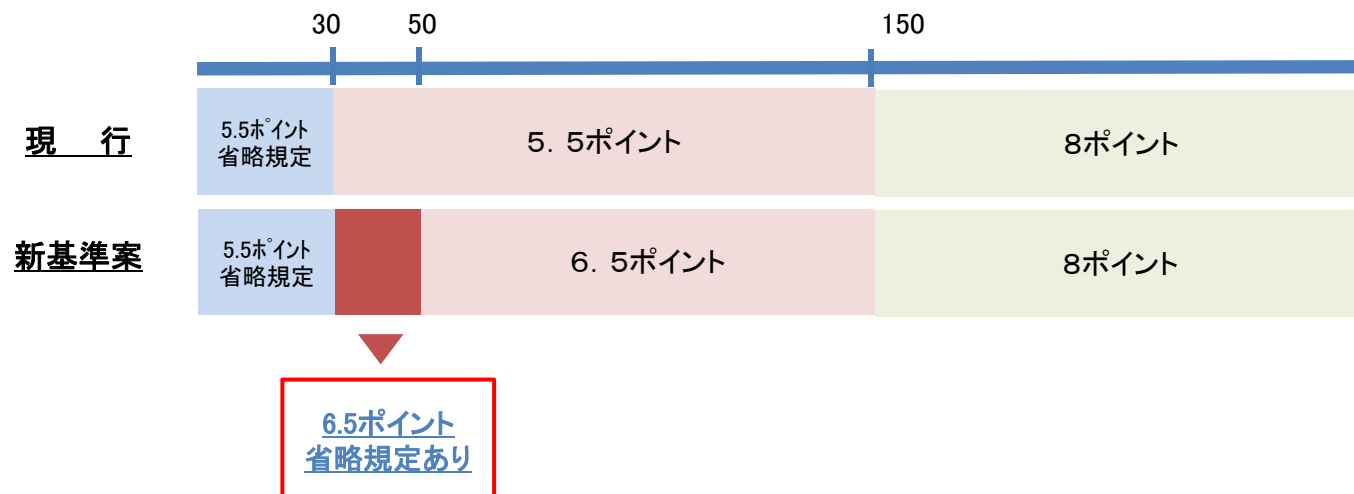 30
50
150
現　行
5.5ﾎﾟｲﾝﾄ
省略規定
５．５ポイント
８ポイント
新基準案
5.5ﾎﾟｲﾝﾄ
省略規定
６．５ポイント
８ポイント
6.5ポイント
省略規定あり